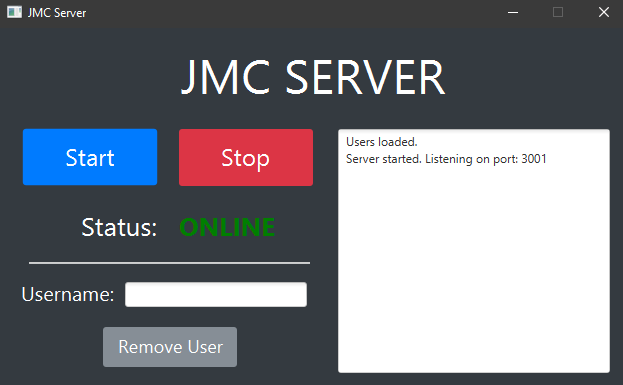 JMC Server
JMC SERVER
Start
Stop
Status: ONLINE
Username:
Remove User
Users loaded.
Server started. Listening on port: 3001